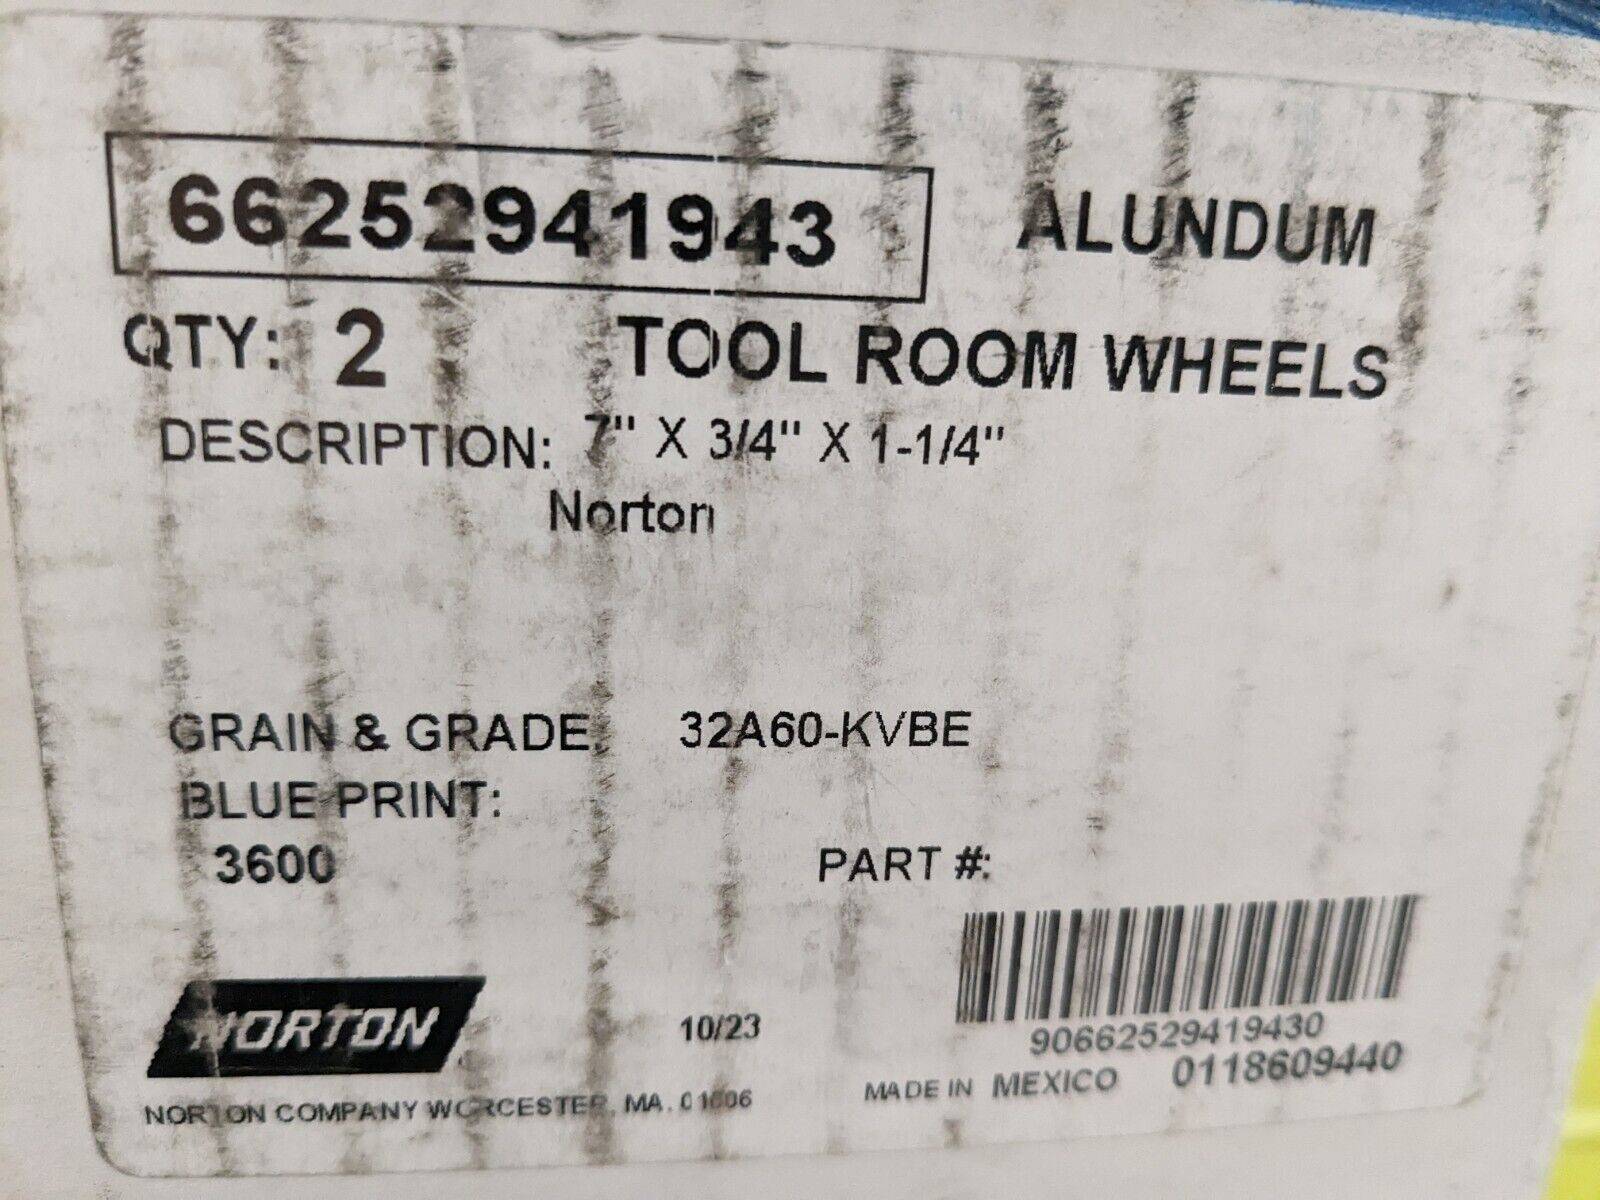 66252941943 ALUNDUM
QTY: 2 TOOL ROOM WHEELS
DESCRIPTION: 7" X 3/4" X 1-1/4"
Norton
GRAIN & GRADE: 32A60-KVBE
BLUE PRINT:
3600 PART #:
NORTON 10/23
90662529419430
MADE IN MEXICO 0118609440
NORTON COMPANY WORCESTER, MA. 01606